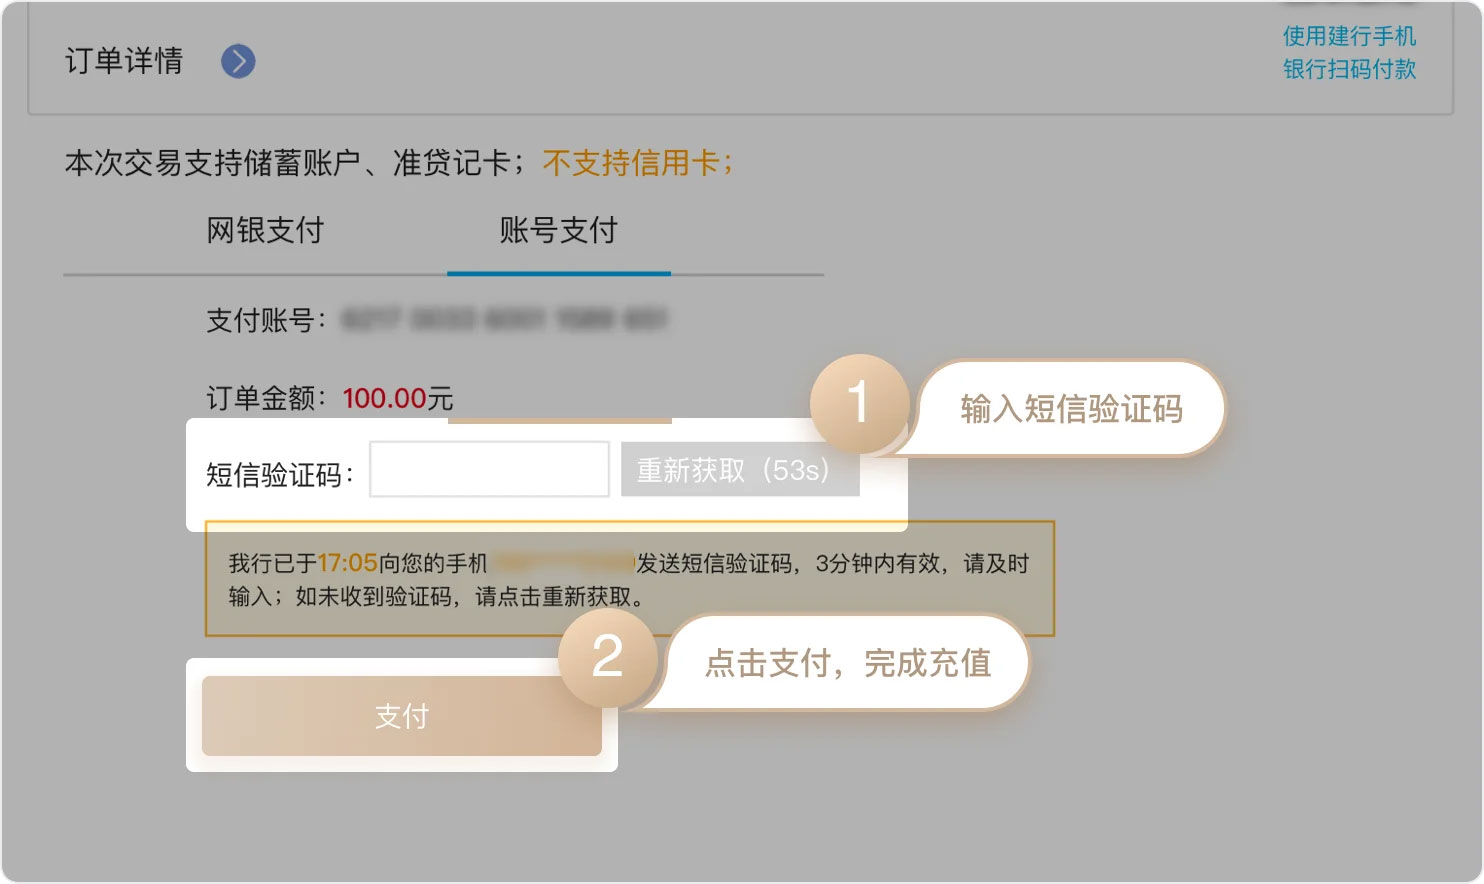 订单详情
使用建行手机
银行扫码付款
本次交易支持储蓄账户、准贷记卡；不支持信用卡；
网银支付 账号支付
支付账号：
订单金额：100.00元
1 输入短信验证码
短信验证码： 重新获取（53s）
我行已于17:05向您的手机 发送短信验证码，3分钟内有效，请及时
输入；如未收到验证码，请点击重新获取。
2 点击支付，完成充值
支付